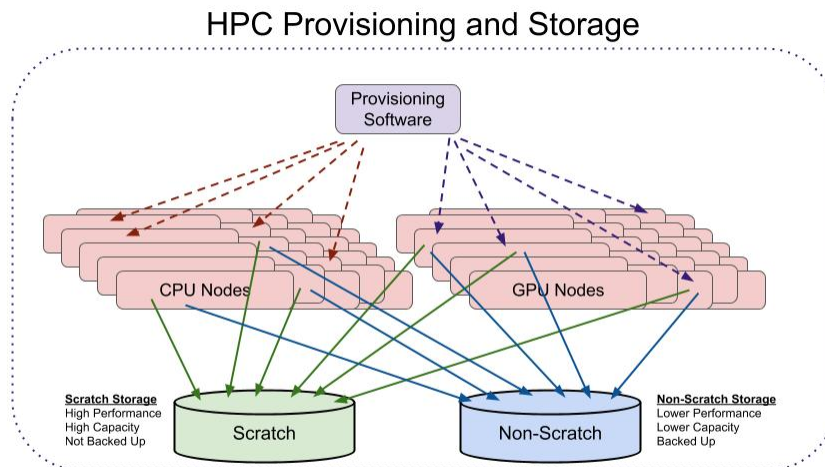 HPC Provisioning and Storage
Provisioning
Software
CPU Nodes
GPU Nodes
Scratch Storage
High Performance
High Capacity
Not Backed Up
Scratch
Non-Scratch
Non-Scratch Storage
Lower Performance
Lower Capacity
Backed Up